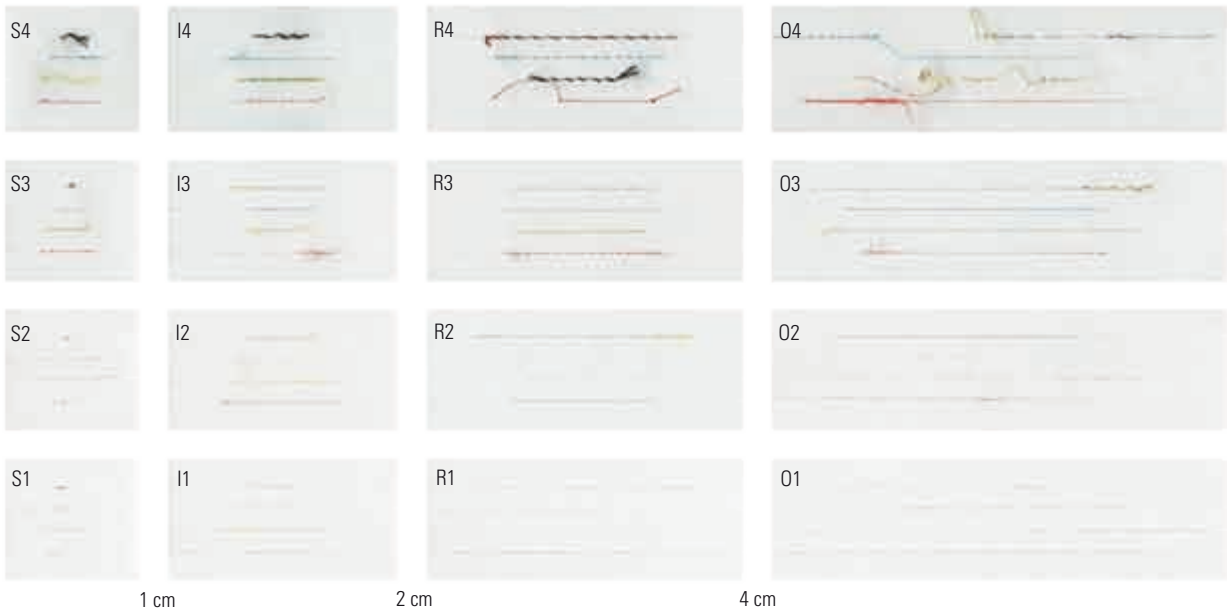 S4 I4 R4 O4
S3 I3 R3 O3
S2 I2 R2 O2
S1 I1 R1 O1
1 cm 2 cm 4 cm